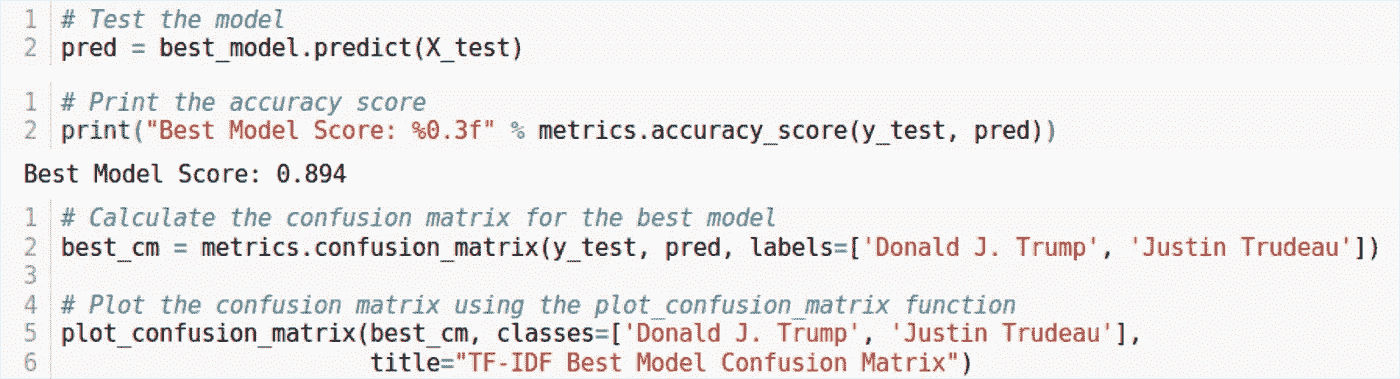 1 # Test the model
2 pred = best_model.predict(X_test)
1 # Print the accuracy score
2 print("Best Model Score: %0.3f" % metrics.accuracy_score(y_test, pred))
Best Model Score: 0.894
1 # Calculate the confusion matrix for the best model
2 best_cm = metrics.confusion_matrix(y_test, pred, labels=['Donald J. Trump', 'Justin Trudeau'])
3
4 # Plot the confusion matrix using the plot_confusion_matrix function
5 plot_confusion_matrix(best_cm, classes=['Donald J. Trump', 'Justin Trudeau'],
6                       title="TF-IDF Best Model Confusion Matrix")